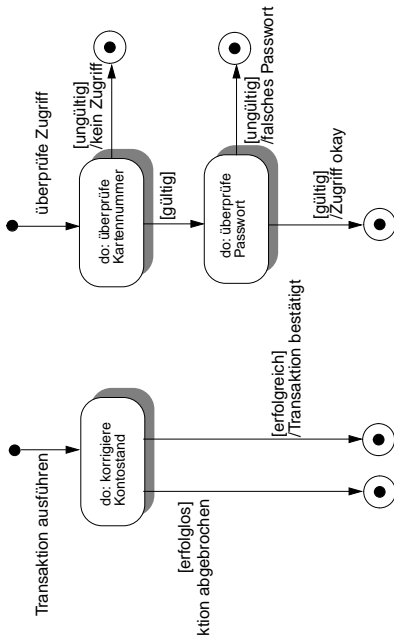 überprüfe Zugriff
[ungültig]
/kein Zugriff
do: überprüfe
Kartennummer
[gültig]
[ungültig]
/falsches Passwort
do: überprüfe
Passwort
[gültig]
/Zugriff okay
Transaktion ausführen
do: korrigiere
Kontostand
[erfolgreich]
/Transaktion bestätigt
[erfolglos]
ktion abgebrochen